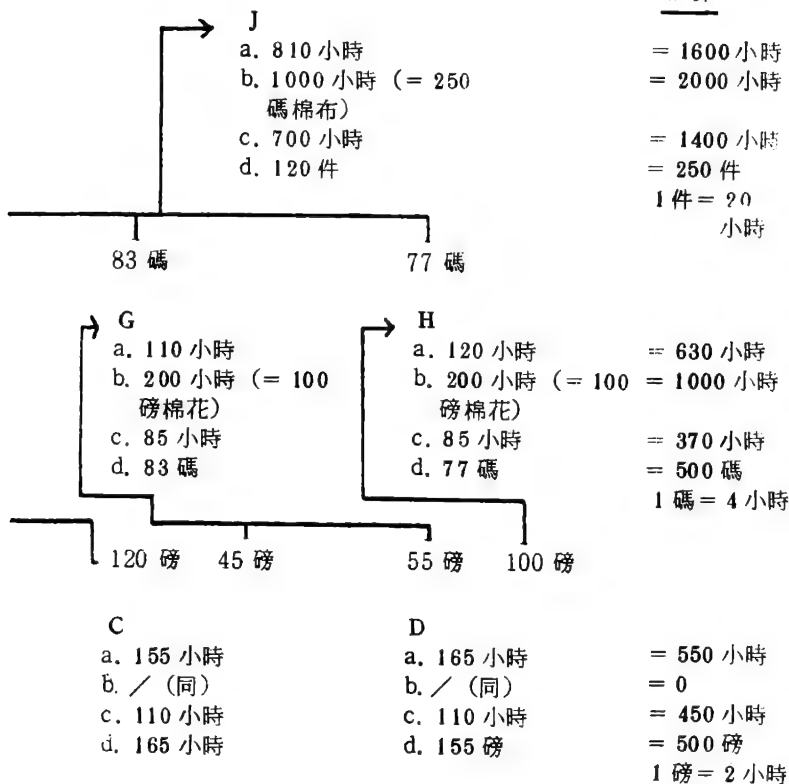 J
a. 810 小時 = 1600 小時
b. 1000 小時 (= 250 = 2000 小時
碼棉布)
c. 700 小時 = 1400 小時
d. 120 件 = 250 件
1 件 = 20
小時
83 碼 77 碼
G H
a. 110 小時 a. 120 小時 = 630 小時
b. 200 小時 (= 100 b. 200 小時 (= 100 = 1000 小時
磅棉花) 磅棉花)
c. 85 小時 c. 85 小時 = 370 小時
d. 83 碼 d. 77 碼 = 500 碼
1 碼 = 4 小時
120 磅 45 磅 55 磅 100 磅
C D
a. 155 小時 a. 165 小時 = 550 小時
b. / (同) b. / (同) = 0
c. 110 小時 c. 110 小時 = 450 小時
d. 165 小時 d. 155 磅 = 500 磅
1 磅 = 2 小時